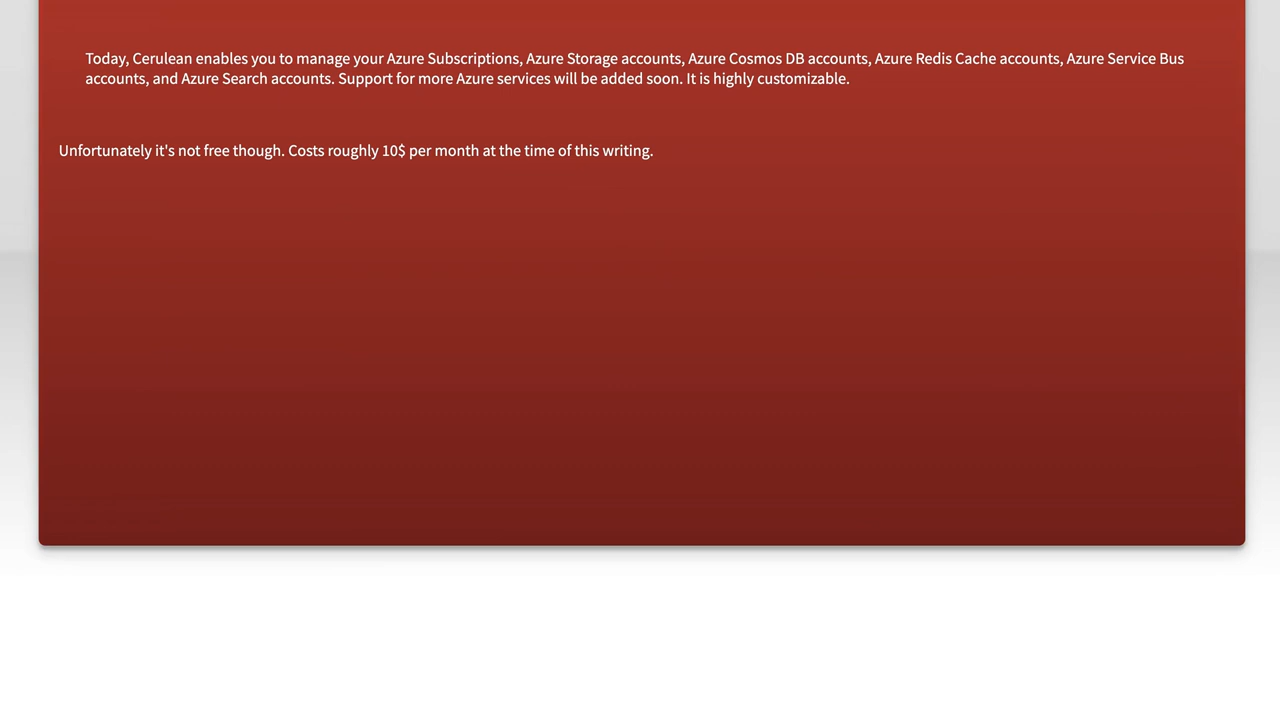 Today, Cerulean enables you to manage your Azure Subscriptions, Azure Storage accounts, Azure Cosmos DB accounts, Azure Redis Cache accounts, Azure Service Bus
accounts, and Azure Search accounts. Support for more Azure services will be added soon. It is highly customizable.
Unfortunately it's not free though. Costs roughly 10$ per month at the time of this writing.